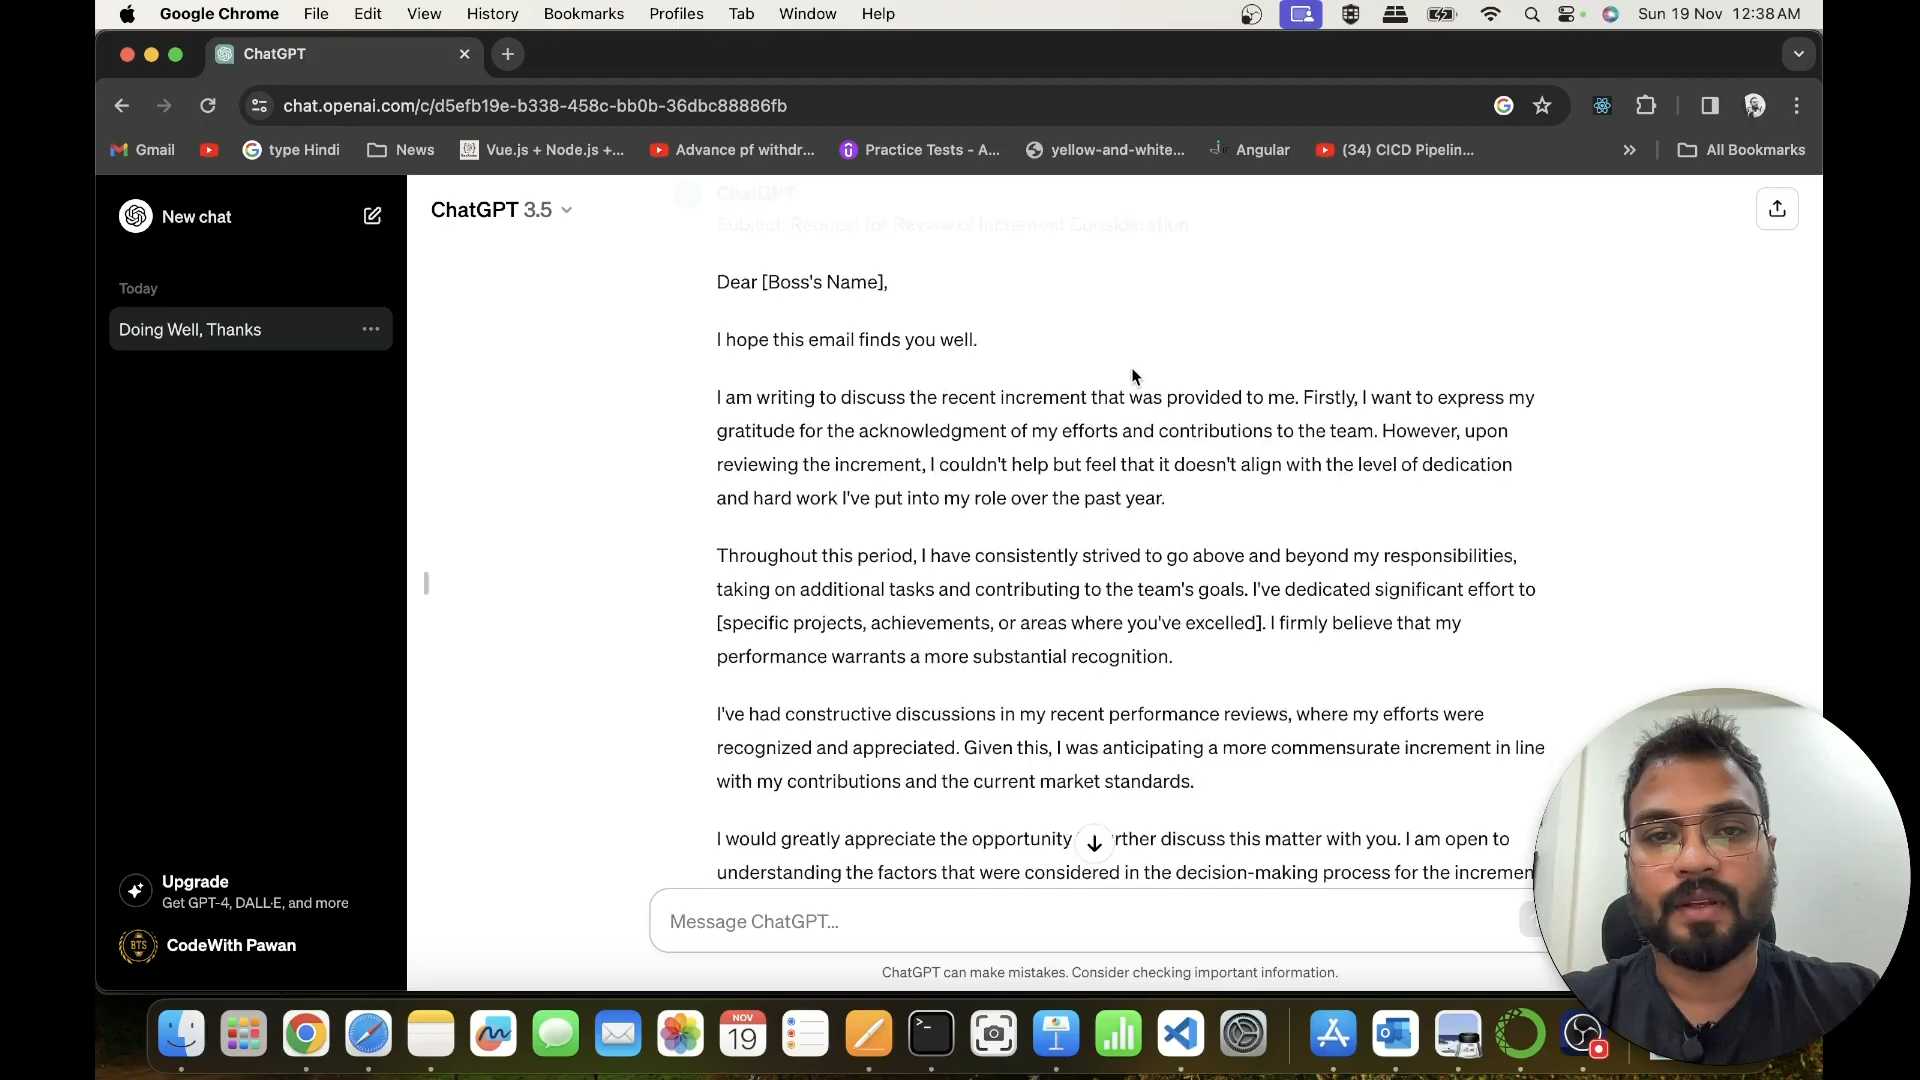 Google Chrome File Edit View History Bookmarks Profiles Tab Window Help Sun 19 Nov 12:38 AM
ChatGPT
chat.openai.com/c/d5efb19e-b338-458c-bb0b-36dbc88886fb
Gmail type Hindi News Vue.js + Node.js +... Advance pf withdr... Practice Tests - A... yellow-and-white... Angular (34) CICD Pipelin... All Bookmarks
New chat
Today
Doing Well, Thanks
Upgrade
Get GPT-4, DALL·E, and more
BTS
CodeWith Pawan
ChatGPT 3.5
ChatGPT
Subject: Request for Review of Increment Consideration
Dear [Boss's Name],
I hope this email finds you well.
I am writing to discuss the recent increment that was provided to me. Firstly, I want to express my
gratitude for the acknowledgment of my efforts and contributions to the team. However, upon
reviewing the increment, I couldn't help but feel that it doesn't align with the level of dedication
and hard work I've put into my role over the past year.
Throughout this period, I have consistently strived to go above and beyond my responsibilities,
taking on additional tasks and contributing to the team's goals. I've dedicated significant effort to
[specific projects, achievements, or areas where you've excelled]. I firmly believe that my
performance warrants a more substantial recognition.
I've had constructive discussions in my recent performance reviews, where my efforts were
recognized and appreciated. Given this, I was anticipating a more commensurate increment in line
with my contributions and the current market standards.
I would greatly appreciate the opportunity rther discuss this matter with you. I am open to
understanding the factors that were considered in the decision-making process for the incremen
Message ChatGPT...
ChatGPT can make mistakes. Consider checking important information.
NOV
19